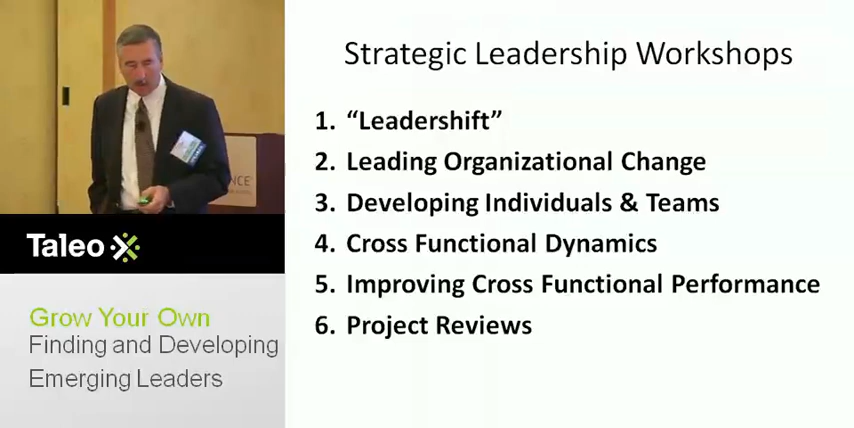 Strategic Leadership Workshops
1. “Leadershift”
2. Leading Organizational Change
3. Developing Individuals & Teams
4. Cross Functional Dynamics
5. Improving Cross Functional Performance
6. Project Reviews
Taleo
Grow Your Own
Finding and Developing
Emerging Leaders